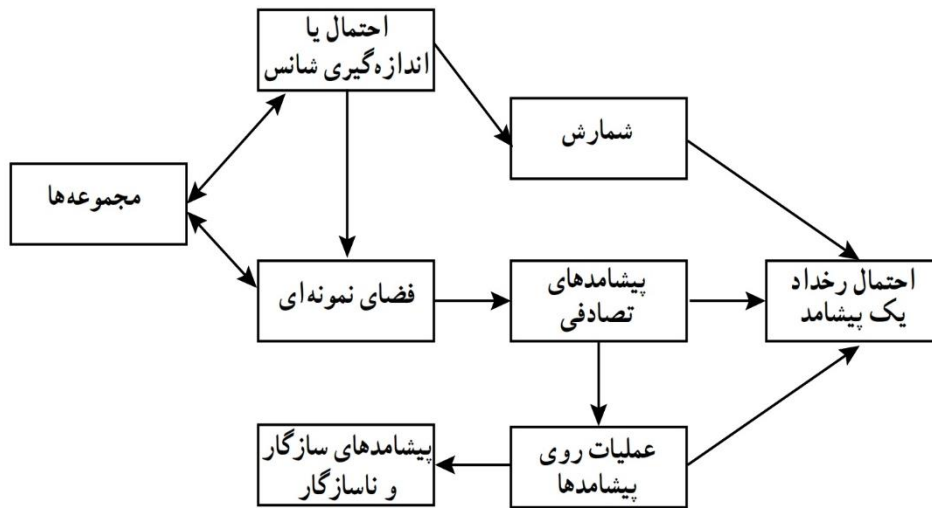 احتمال یا
اندازه‌گیری شانس
شمارش
مجموعه‌ها
احتمال رخداد
یک پیشامد
پیشامدهای
تصادفی
فضای نمونه‌ای
عملیات روی
پیشامدها
پیشامدهای سازگار
و ناسازگار